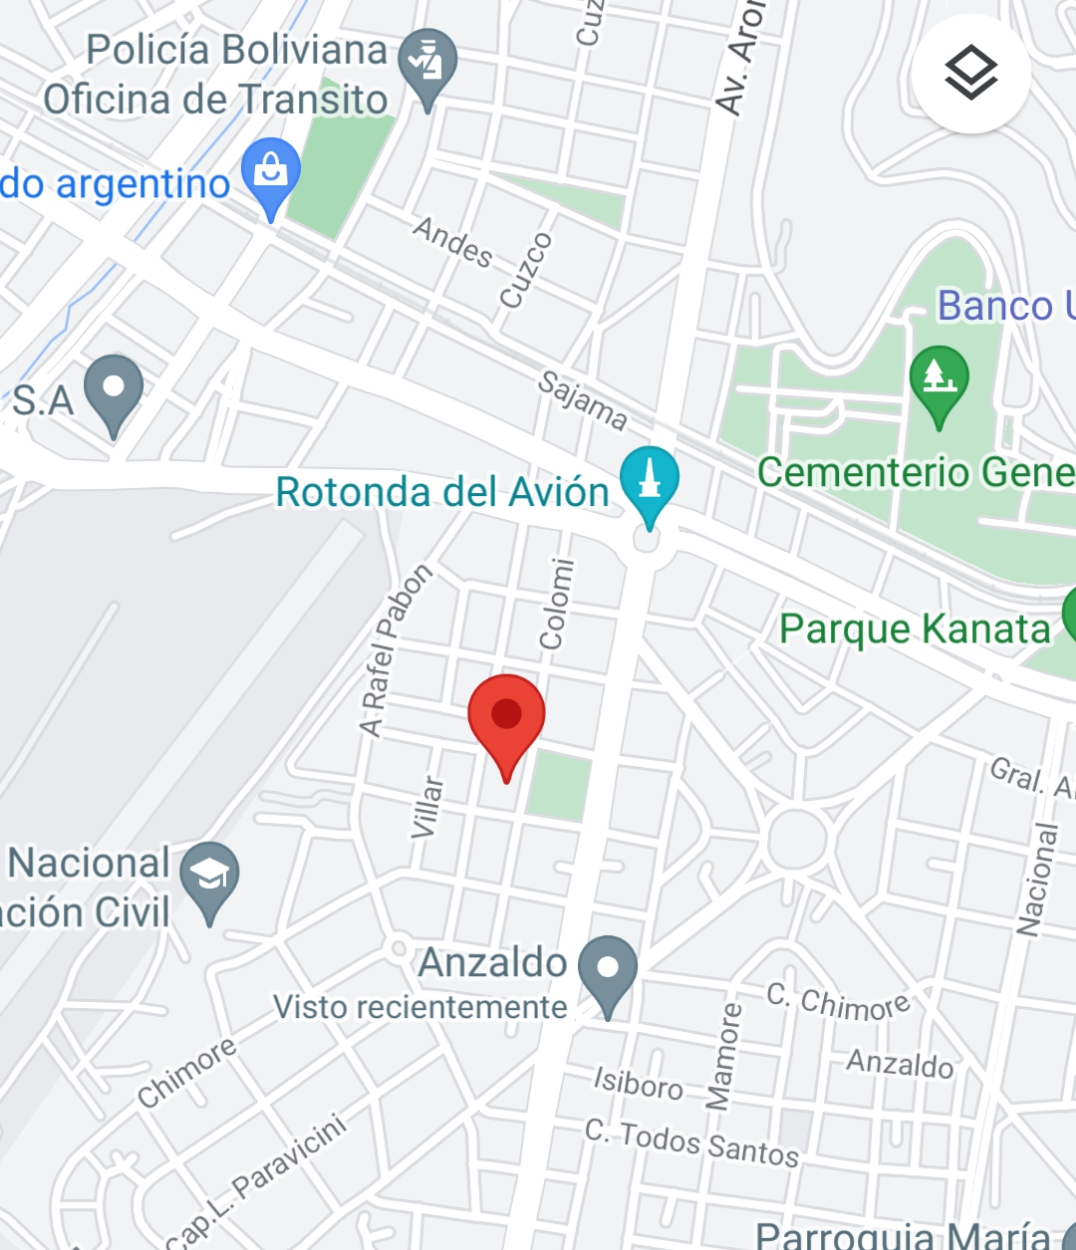 Cuz
Av. Aror
Policía Boliviana
Oficina de Transito
do argentino
Andes
Cuzco
Banco U
S.A
Sajama
Cementerio Gene
Rotonda del Avión
Colomi
A Rafel Pabon
Parque Kanata
Gral. A
Villar
Nacional
Nacional
ación Civil
Anzaldo
Visto recientemente
C. Chimore
Mamore
Chimore
Anzaldo
Isiboro
C. Todos Santos
Cap.L. Paravicini
Parroquia María